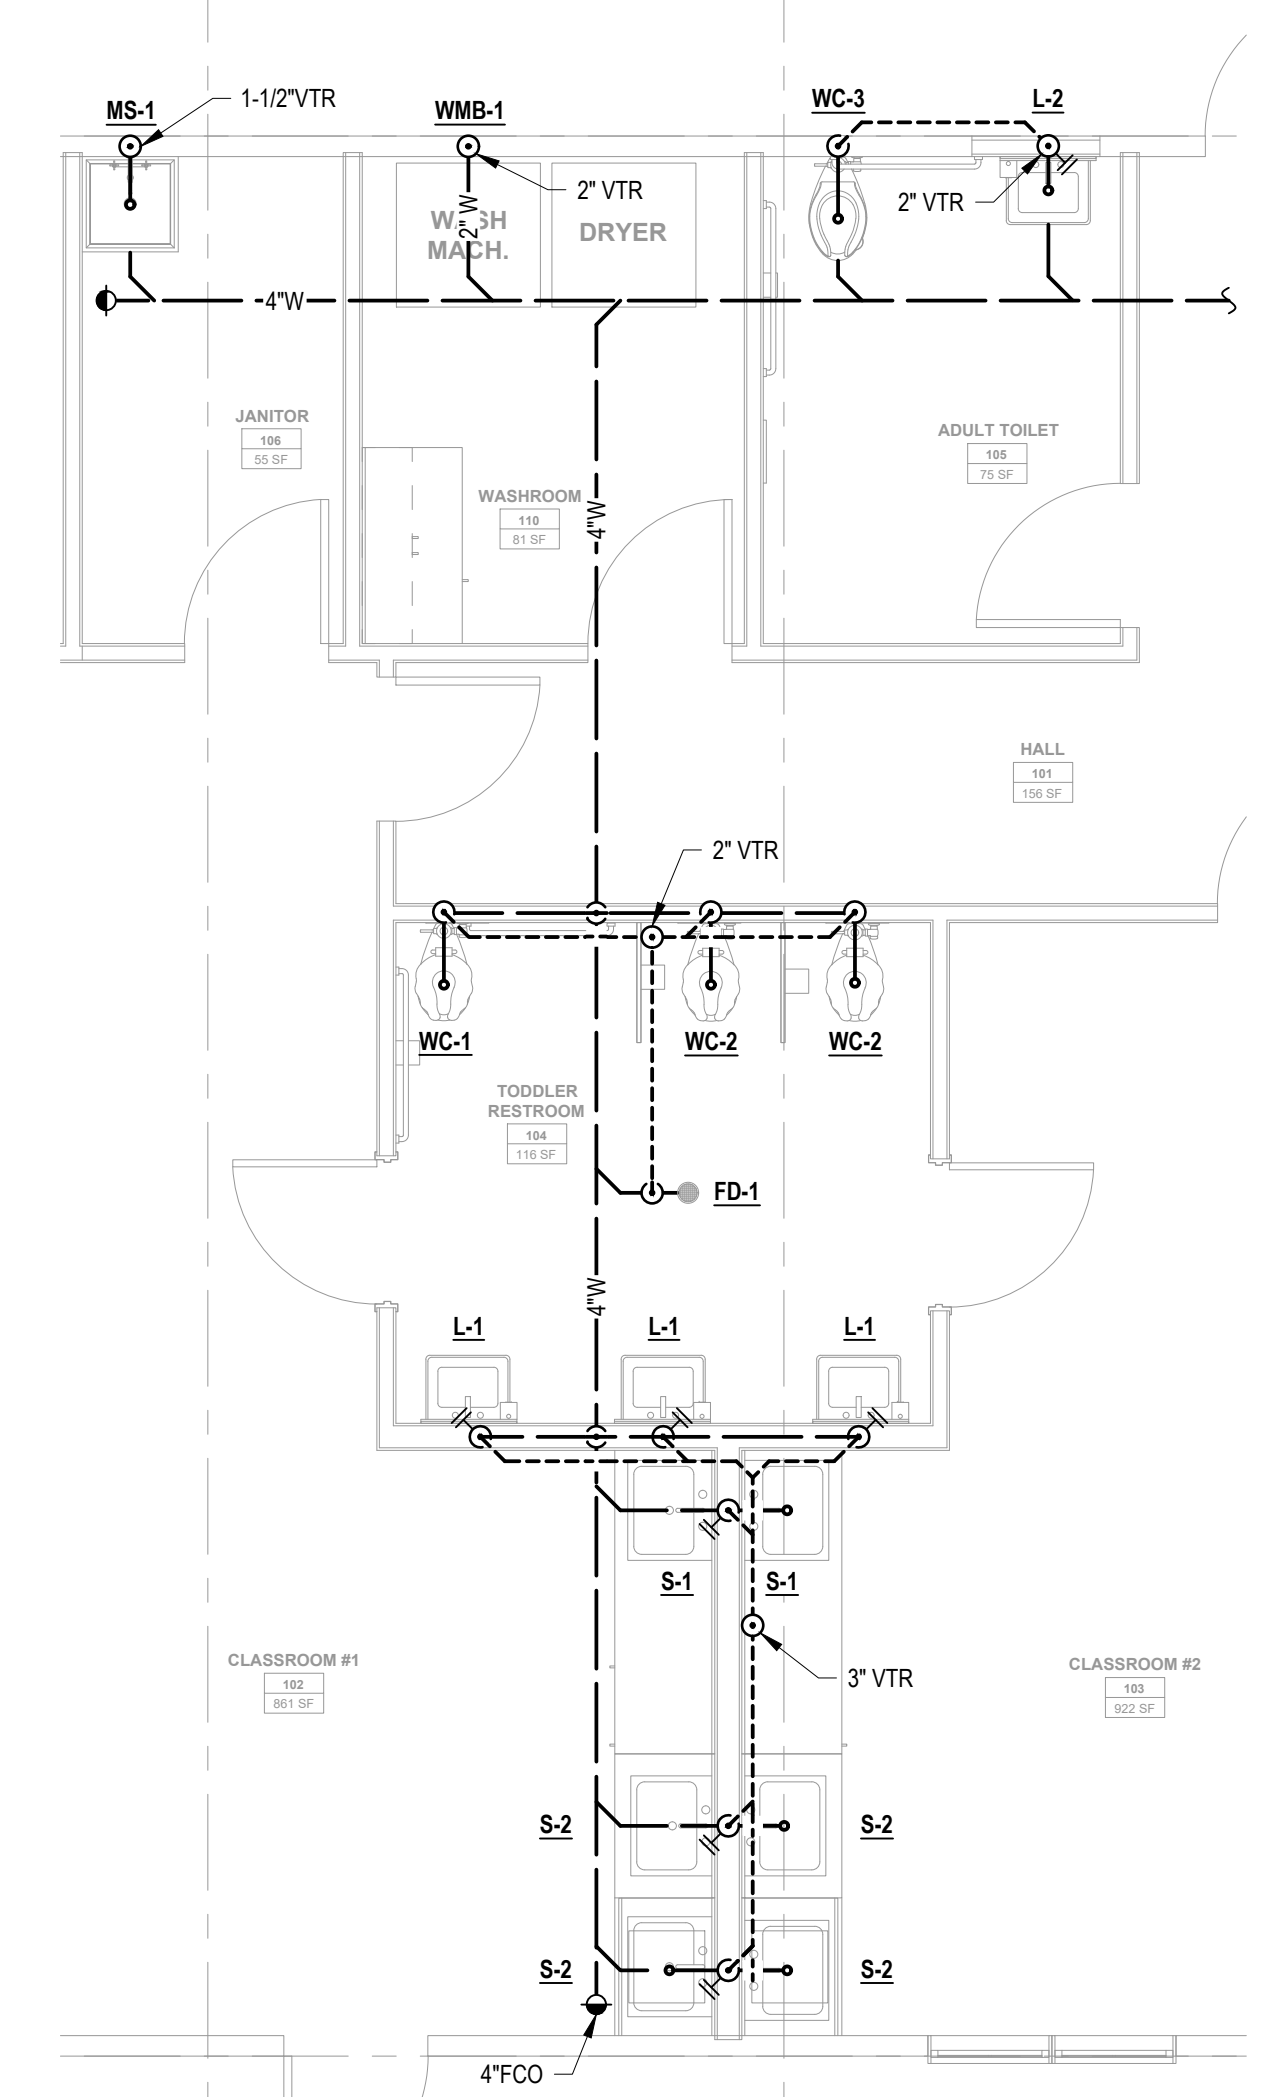 MS-1
1-1/2"VTR
WMB-1
WC-3
L-2
2" VTR
2" VTR
2" W
WASH
MACH.
DRYER
4"W
JANITOR
106
55 SF
ADULT TOILET
105
75 SF
WASHROOM
110
81 SF
4"W
HALL
101
156 SF
2" VTR
WC-1
WC-2
WC-2
TODDLER
RESTROOM
104
116 SF
FD-1
4"W
L-1
L-1
L-1
S-1
S-1
CLASSROOM #1
102
861 SF
3" VTR
CLASSROOM #2
103
922 SF
S-2
S-2
S-2
S-2
4"FCO